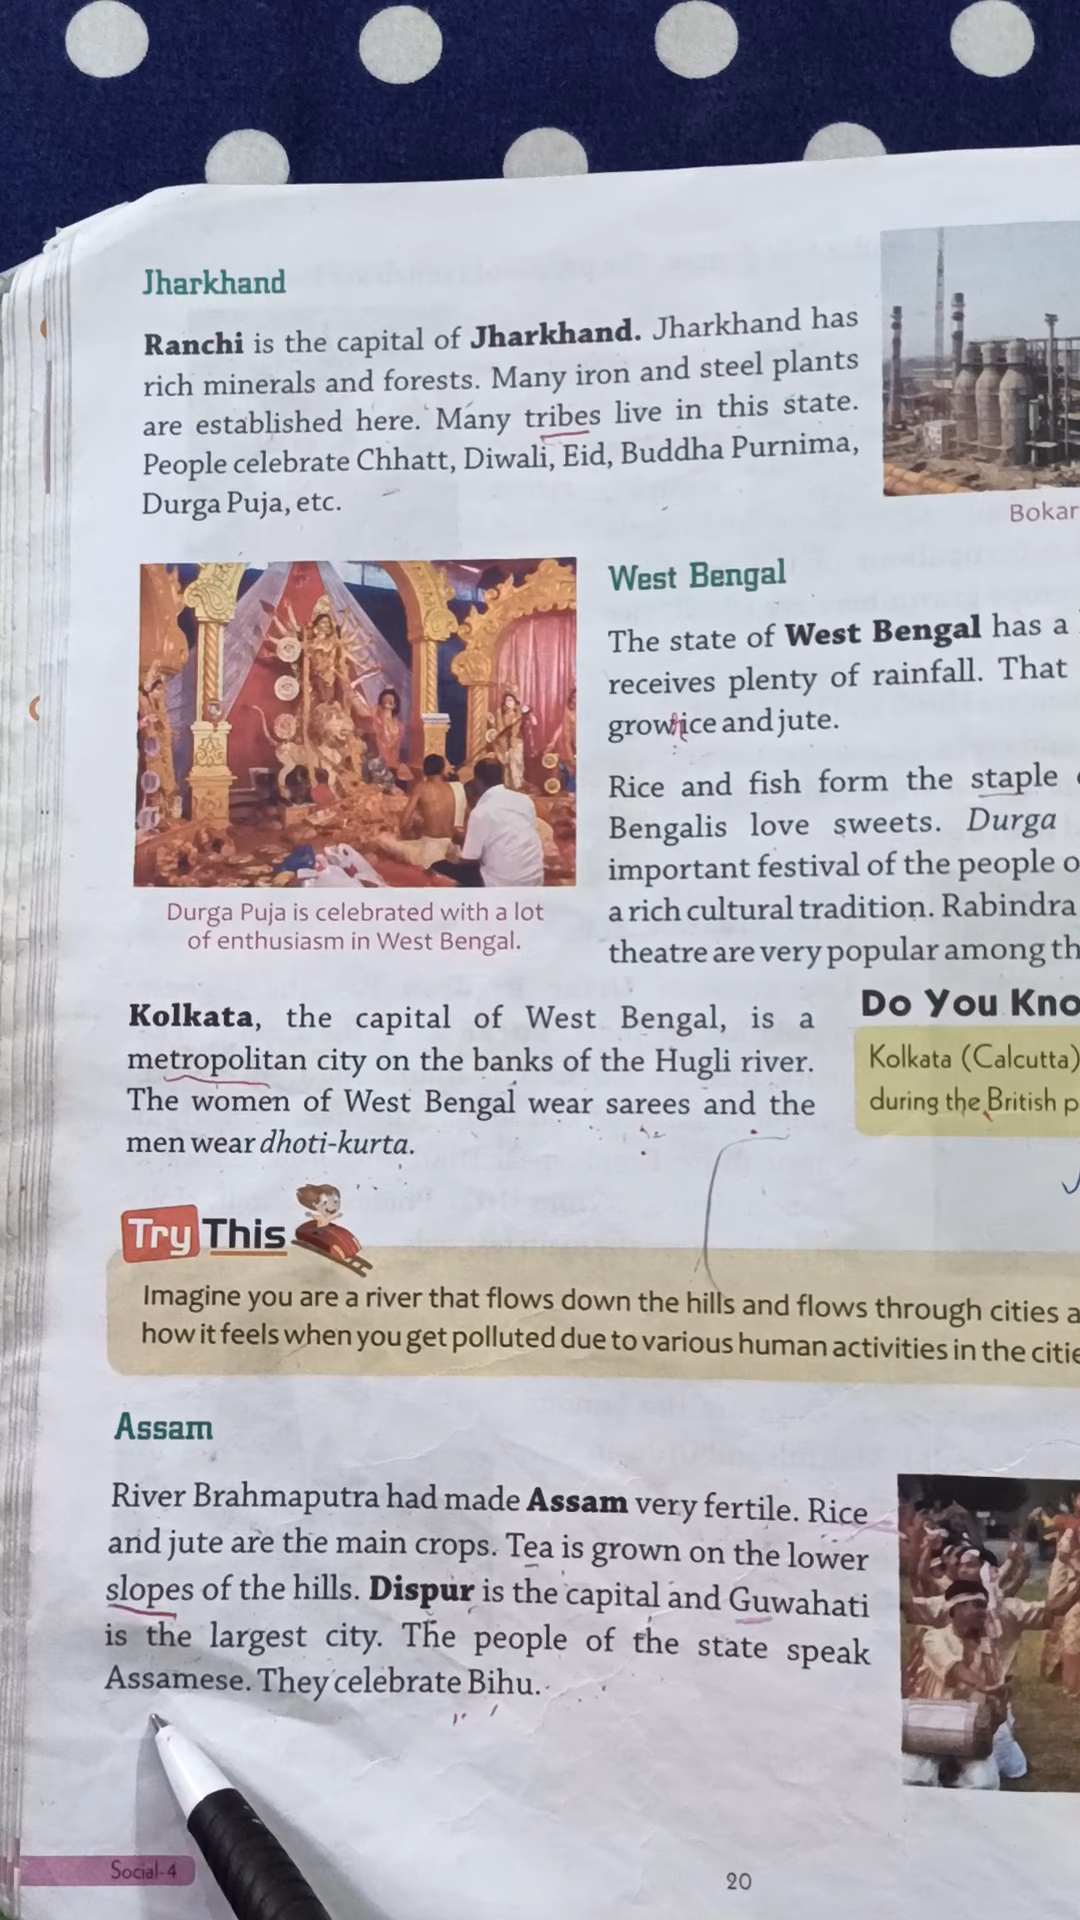 Jharkhand
Ranchi is the capital of Jharkhand. Jharkhand has
rich minerals and forests. Many iron and steel plants
are established here. Many tribes live in this state.
People celebrate Chhatt, Diwali, Eid, Buddha Purnima,
Durga Puja, etc.
Bokar
West Bengal
The state of West Bengal has a
receives plenty of rainfall. That
grow rice and jute.
Rice and fish form the staple
Bengalis love sweets. Durga
important festival of the people o
a rich cultural tradition. Rabindra
theatre are very popular among th
Durga Puja is celebrated with a lot
of enthusiasm in West Bengal.
Kolkata, the capital of West Bengal, is a
metropolitan city on the banks of the Hugli river.
The women of West Bengal wear sarees and the
men wear dhoti-kurta.
Do You Kno
Kolkata (Calcutta)
during the British p
Try This
Imagine you are a river that flows down the hills and flows through cities a
how it feels when you get polluted due to various human activities in the citie
Assam
River Brahmaputra had made Assam very fertile. Rice
and jute are the main crops. Tea is grown on the lower
slopes of the hills. Dispur is the capital and Guwahati
is the largest city. The people of the state speak
Assamese. They celebrate Bihu.
Social-4
20